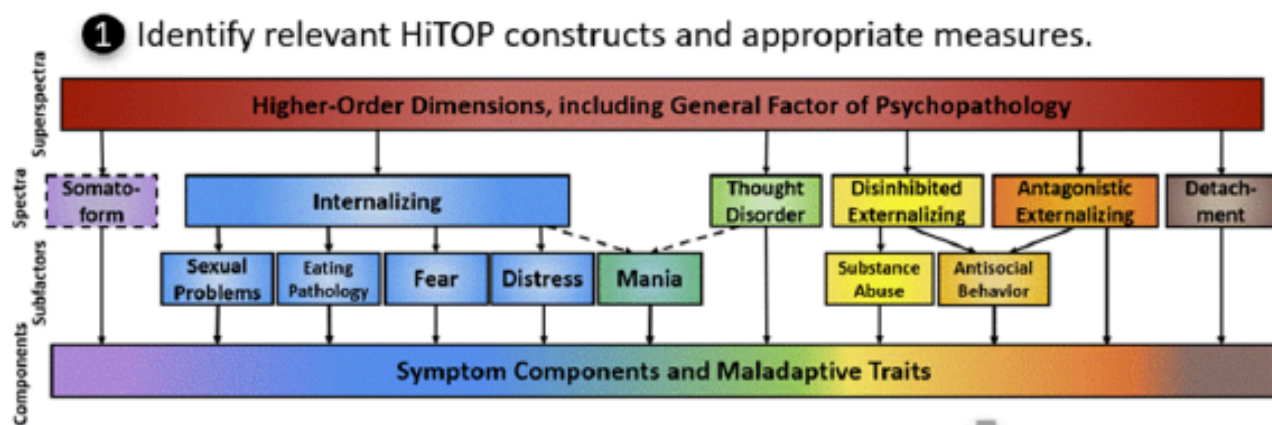 1 Identify relevant HiTOP constructs and appropriate measures.
Superspectra
Higher-Order Dimensions, including General Factor of Psychopathology
Spectra
Somato-
form
Internalizing
Thought
Disorder
Disinhibited
Externalizing
Antagonistic
Externalizing
Detach-
ment
Subfactors
Sexual
Problems
Eating
Pathology
Fear
Distress
Mania
Substance
Abuse
Antisocial
Behavior
Components
Symptom Components and Maladaptive Traits